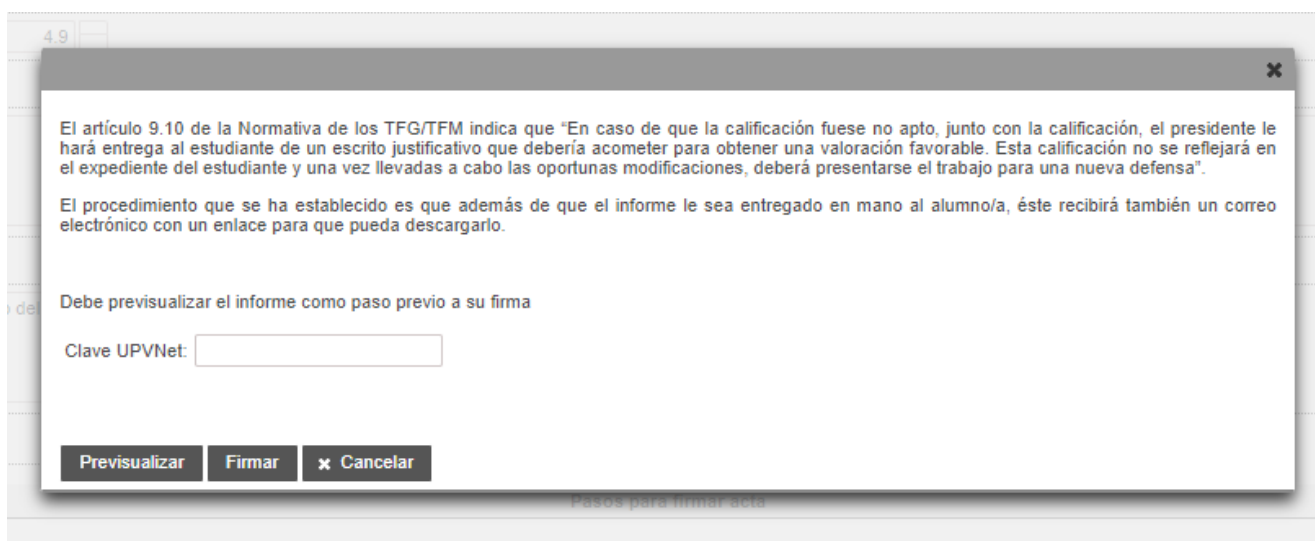 4.9
El artículo 9.10 de la Normativa de los TFG/TFM indica que “En caso de que la calificación fuese no apto, junto con la calificación, el presidente le
hará entrega al estudiante de un escrito justificativo que debería acometer para obtener una valoración favorable. Esta calificación no se reflejará en
el expediente del estudiante y una vez llevadas a cabo las oportunas modificaciones, deberá presentarse el trabajo para una nueva defensa”.
El procedimiento que se ha establecido es que además de que el informe le sea entregado en mano al alumno/a, éste recibirá también un correo
electrónico con un enlace para que pueda descargarlo.
Debe previsualizar el informe como paso previo a su firma
del
Clave UPVNet:
Previsualizar Firmar × Cancelar
Pasos para firmar acta